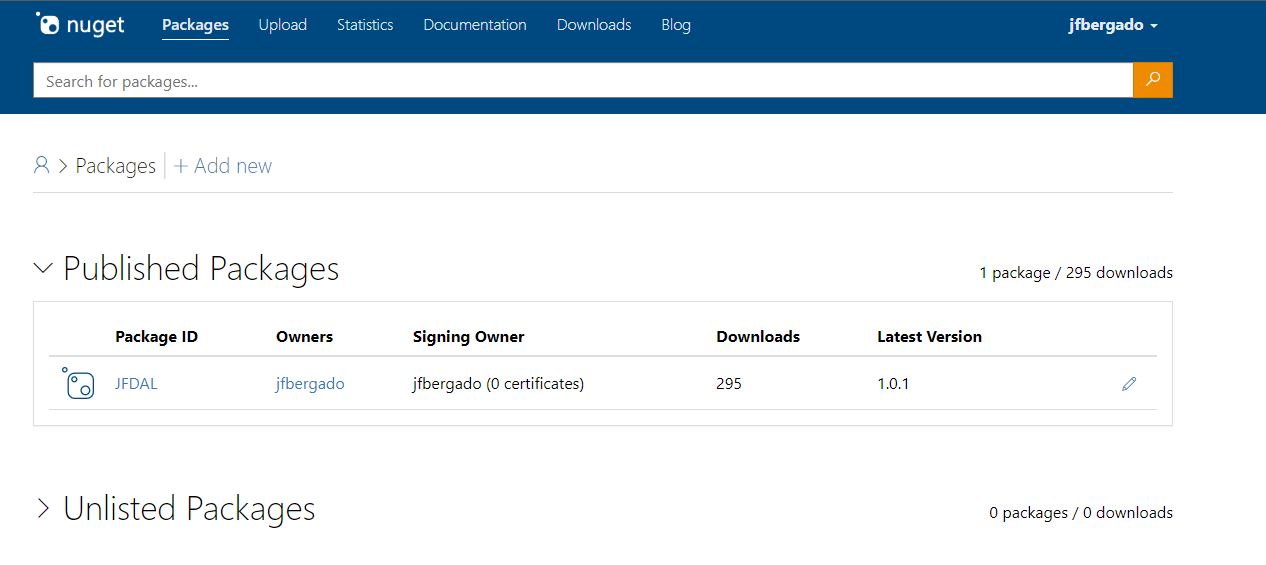 nuget Packages Upload Statistics Documentation Downloads Blog jfbergado
Search for packages...
Packages + Add new
Published Packages 1 package / 295 downloads
Package ID Owners Signing Owner Downloads Latest Version
JFDAL jfbergado jfbergado (0 certificates) 295 1.0.1
Unlisted Packages 0 packages / 0 downloads